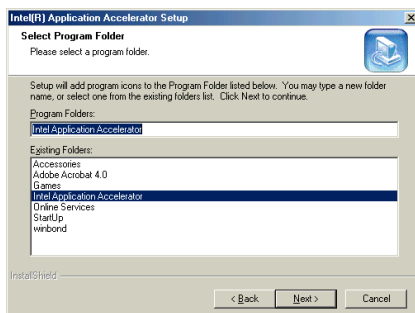 Intel(R) Application Accelerator Setup
Select Program Folder
Please select a program folder.
Setup will add program icons to the Program Folder listed below. You may type a new folder
name, or select one from the existing folders list. Click Next to continue.
Program Folders:
Intel Application Accelerator
Existing Folders:
Accessories
Adobe Acrobat 4.0
Games
Intel Application Accelerator
Online Services
StartUp
winbond
InstallShield
< Back Next > Cancel